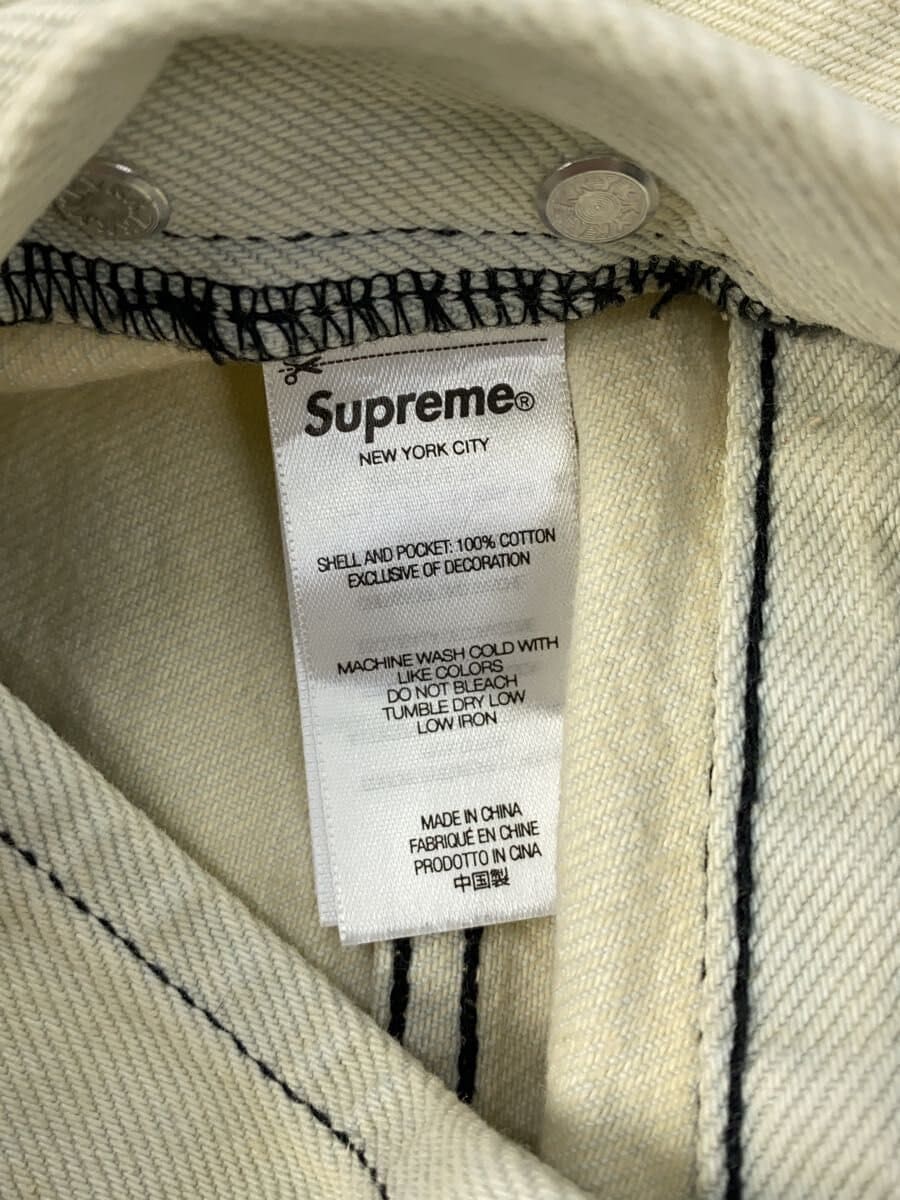 Supreme®
NEW YORK CITY
SHELL AND POCKET: 100% COTTON
EXCLUSIVE OF DECORATION
MACHINE WASH COLD WITH
LIKE COLORS
DO NOT BLEACH
TUMBLE DRY LOW
LOW IRON
MADE IN CHINA
FABRIQUÉ EN CHINE
PRODOTTO IN CINA
中国製